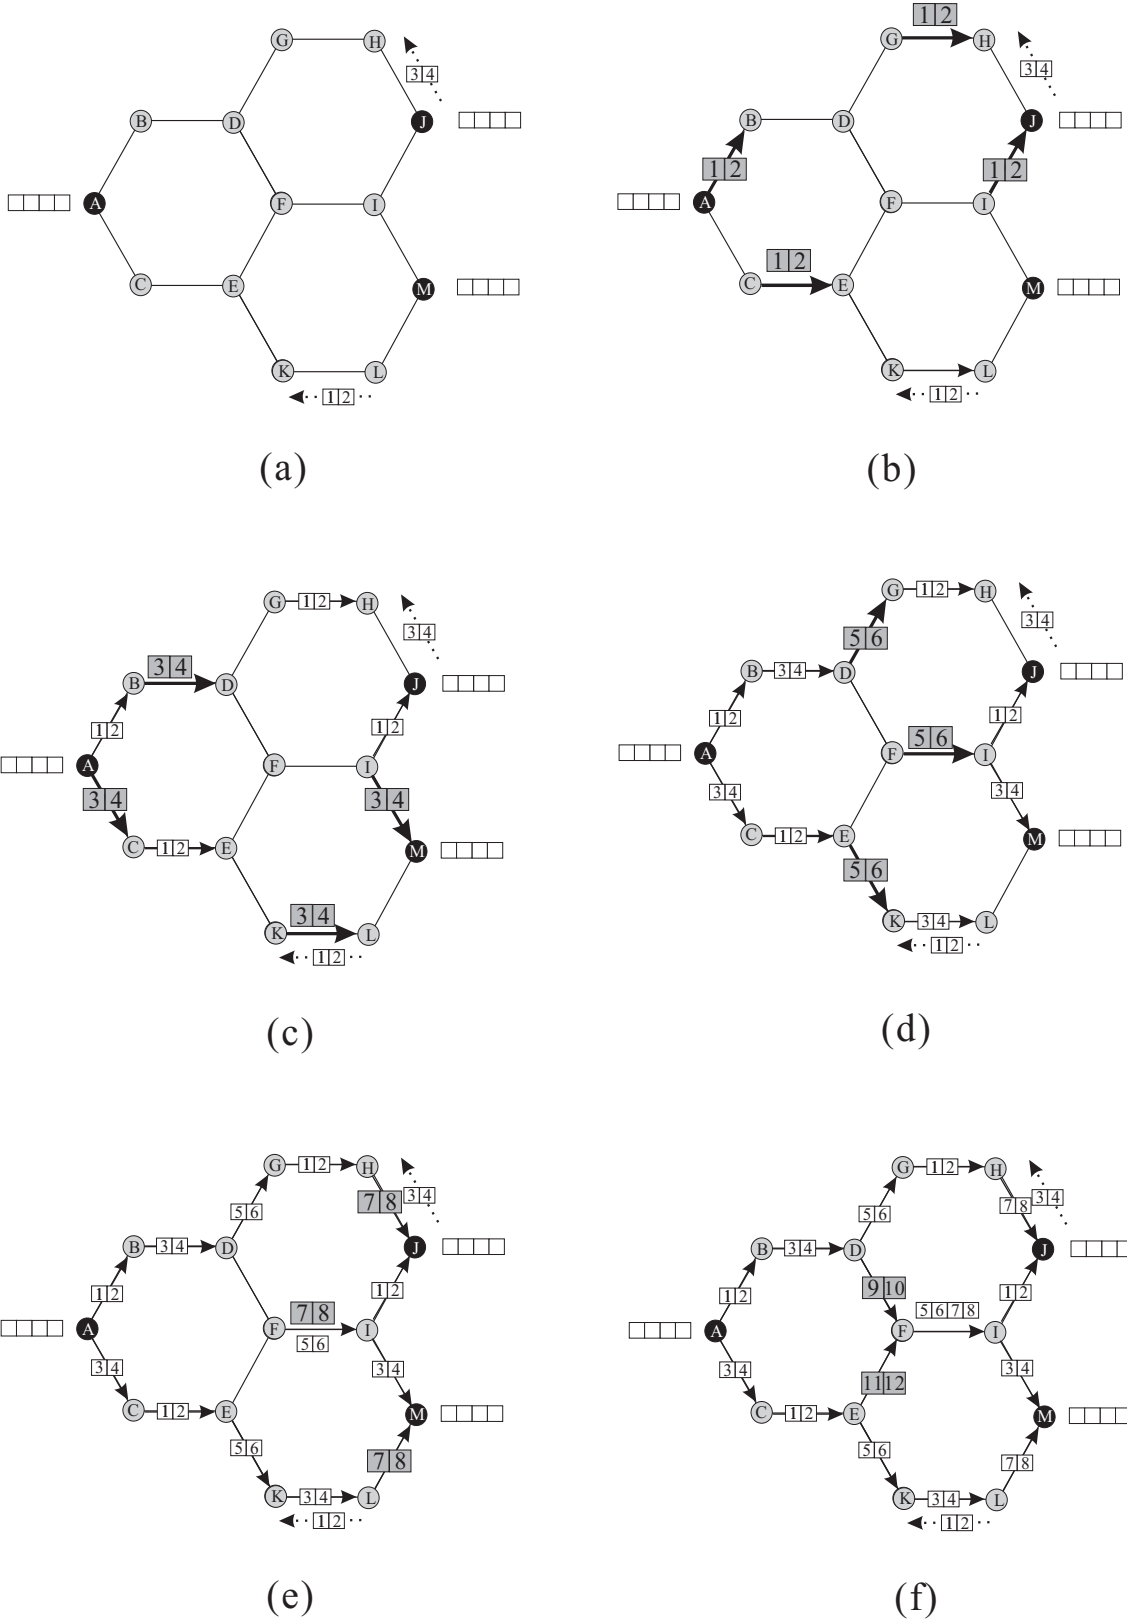 G H
3 4
B D J
A F I
C E M
K L
1 2
(a)
1 2
G H
3 4
B D J
1 2 1 2
A F I
1 2
C E M
K L
1 2
(b)
G 1 2 H
3 4
3 4
B D J
1 2 1 2
A F I
3 4 3 4
C 1 2 E M
3 4
K L
1 2
(c)
G 1 2 H
3 4
5 6
B 3 4 D J
1 2 1 2
5 6
A F I
3 4 3 4
C 1 2 E M
5 6
K 3 4 L
1 2
(d)
G 1 2 H
7 8 3 4
5 6
B 3 4 D J
1 2 1 2
7 8
A F I
5 6
3 4 3 4
C 1 2 E M
5 6 7 8
K 3 4 L
1 2
(e)
G 1 2 H
7 8 3 4
5 6
B 3 4 D J
9 10
1 2 5 6 7 8 1 2
A F I
3 4 11 12 3 4
C 1 2 E M
5 6 7 8
K 3 4 L
1 2
(f)